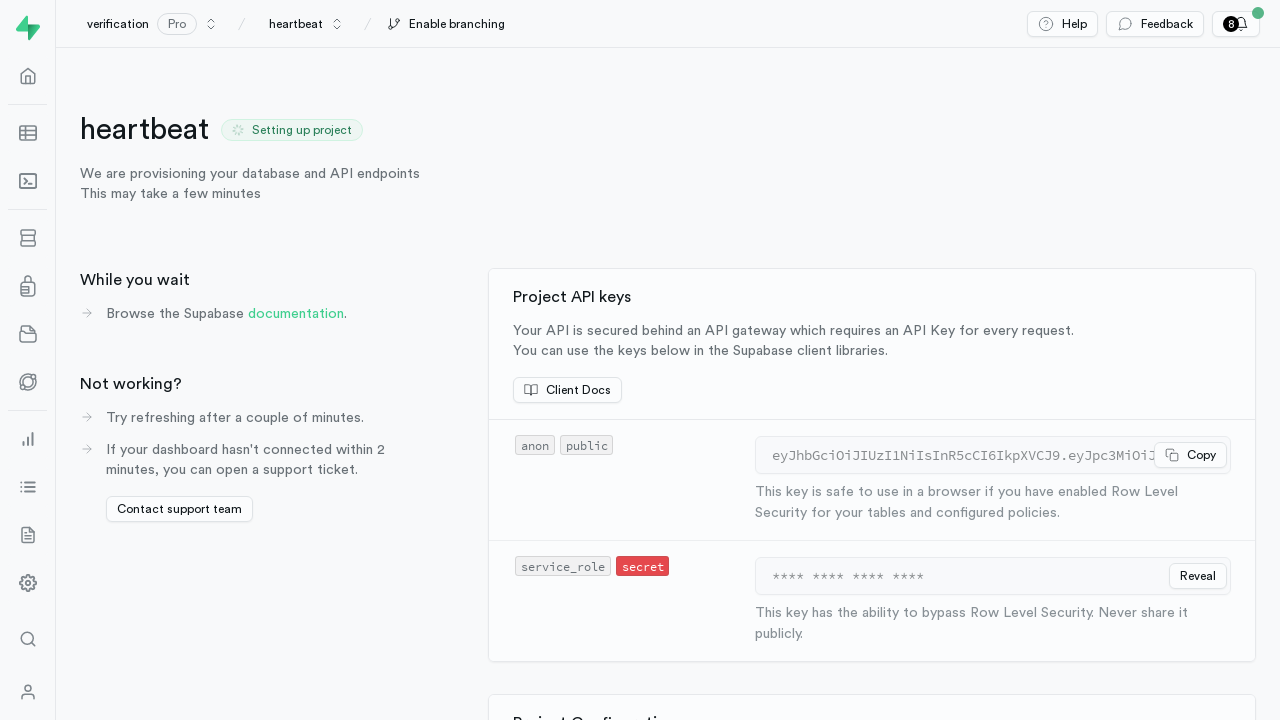 verification Pro / heartbeat / Enable branching Help Feedback 8
heartbeat Setting up project
We are provisioning your database and API endpoints
This may take a few minutes
While you wait
Browse the Supabase documentation.
Not working?
Try refreshing after a couple of minutes.
If your dashboard hasn't connected within 2
minutes, you can open a support ticket.
Contact support team
Project API keys
Your API is secured behind an API gateway which requires an API Key for every request.
You can use the keys below in the Supabase client libraries.
Client Docs
anon public
eyJhbGciOiJIUzI1NiIsInR5cCI6IkpXVCJ9.eyJpc3MiOiJ Copy
This key is safe to use in a browser if you have enabled Row Level
Security for your tables and configured policies.
service_role secret
**** **** **** **** Reveal
This key has the ability to bypass Row Level Security. Never share it
publicly.